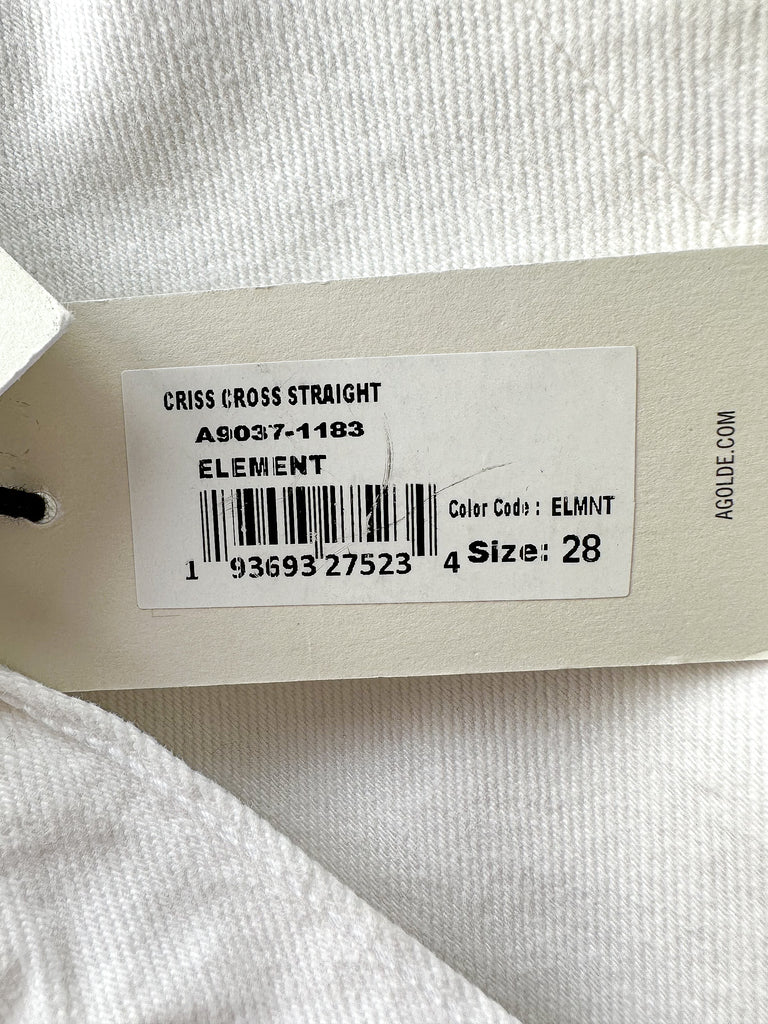 CRISS CROSS STRAIGHT
A9037-1183
ELEMENT
Color Code : ELMNT
1 93693 27523 4
Size: 28
AGOLDE.COM